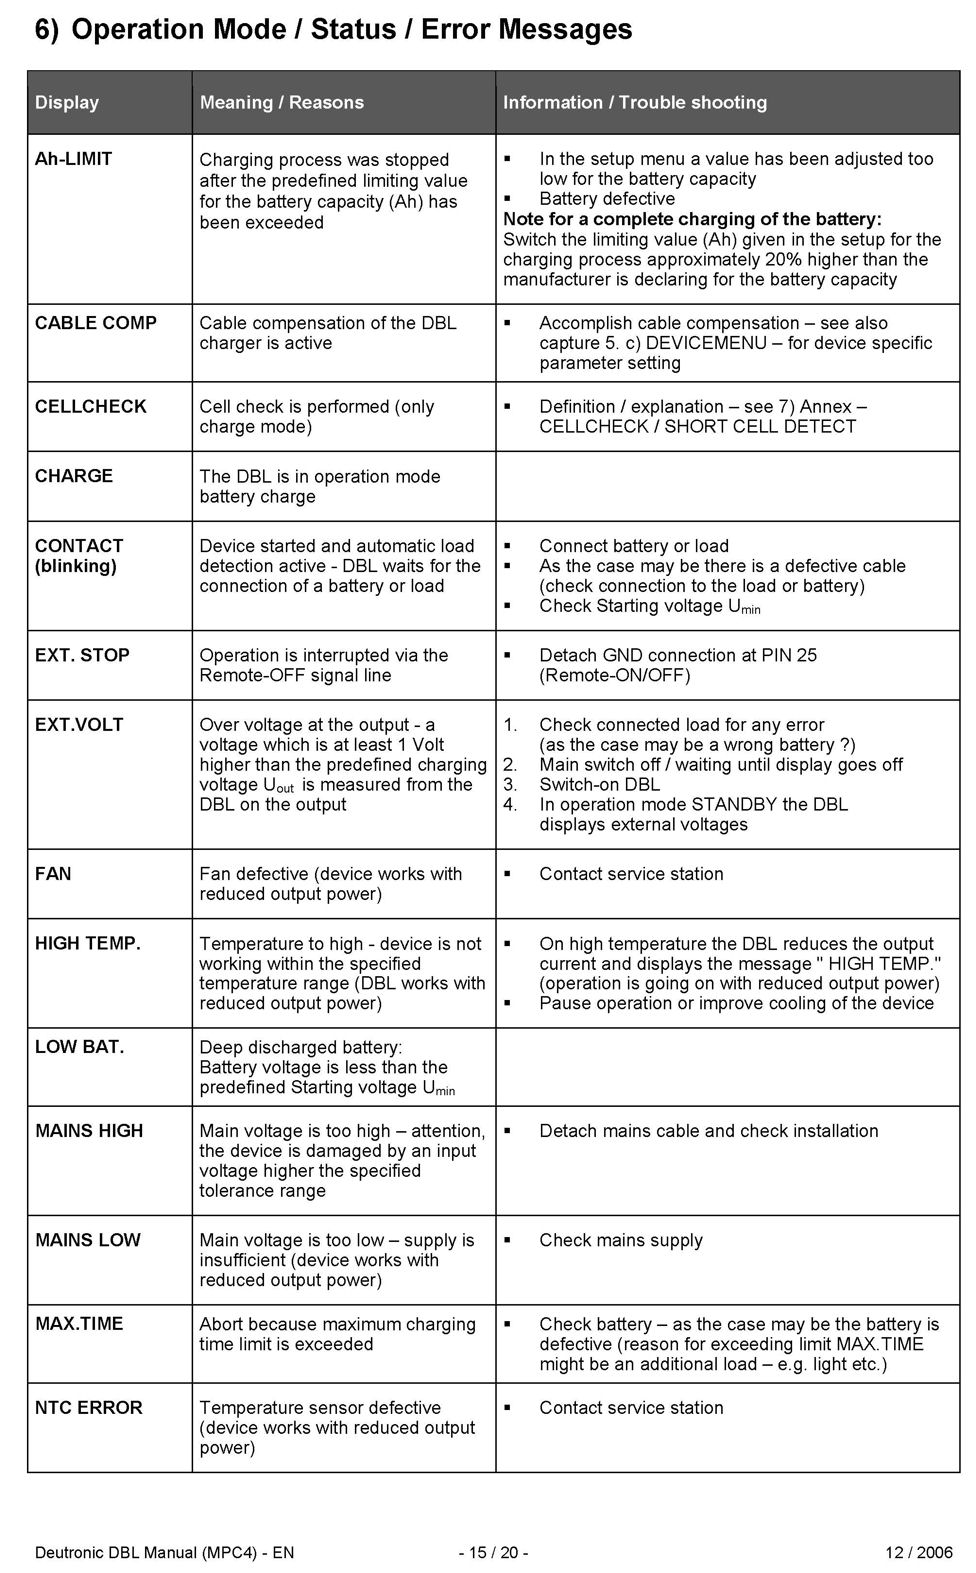 6) Operation Mode / Status / Error Messages
Display
Meaning / Reasons
Information / Trouble shooting
Ah-LIMIT
Charging process was stopped
after the predefined limiting value
for the battery capacity (Ah) has
been exceeded
▪ In the setup menu a value has been adjusted too
low for the battery capacity
▪ Battery defective
Note for a complete charging of the battery:
Switch the limiting value (Ah) given in the setup for the
charging process approximately 20% higher than the
manufacturer is declaring for the battery capacity
CABLE COMP
Cable compensation of the DBL
charger is active
▪ Accomplish cable compensation – see also
capture 5. c) DEVICEMENU – for device specific
parameter setting
CELLCHECK
Cell check is performed (only
charge mode)
▪ Definition / explanation – see 7) Annex –
CELLCHECK / SHORT CELL DETECT
CHARGE
The DBL is in operation mode
battery charge
CONTACT
(blinking)
Device started and automatic load
detection active - DBL waits for the
connection of a battery or load
▪ Connect battery or load
▪ As the case may be there is a defective cable
(check connection to the load or battery)
▪ Check Starting voltage Umin
EXT. STOP
Operation is interrupted via the
Remote-OFF signal line
▪ Detach GND connection at PIN 25
(Remote-ON/OFF)
EXT.VOLT
Over voltage at the output - a
voltage which is at least 1 Volt
higher than the predefined charging
voltage Uout is measured from the
DBL on the output
1. Check connected load for any error
(as the case may be a wrong battery ?)
2. Main switch off / waiting until display goes off
3. Switch-on DBL
4. In operation mode STANDBY the DBL
displays external voltages
FAN
Fan defective (device works with
reduced output power)
▪ Contact service station
HIGH TEMP.
Temperature to high - device is not
working within the specified
temperature range (DBL works with
reduced output power)
▪ On high temperature the DBL reduces the output
current and displays the message " HIGH TEMP."
(operation is going on with reduced output power)
▪ Pause operation or improve cooling of the device
LOW BAT.
Deep discharged battery:
Battery voltage is less than the
predefined Starting voltage Umin
MAINS HIGH
Main voltage is too high – attention,
the device is damaged by an input
voltage higher the specified
tolerance range
▪ Detach mains cable and check installation
MAINS LOW
Main voltage is too low – supply is
insufficient (device works with
reduced output power)
▪ Check mains supply
MAX.TIME
Abort because maximum charging
time limit is exceeded
▪ Check battery – as the case may be the battery is
defective (reason for exceeding limit MAX.TIME
might be an additional load – e.g. light etc.)
NTC ERROR
Temperature sensor defective
(device works with reduced output
power)
▪ Contact service station
Deutronic DBL Manual (MPC4) - EN
- 15 / 20 -
12 / 2006